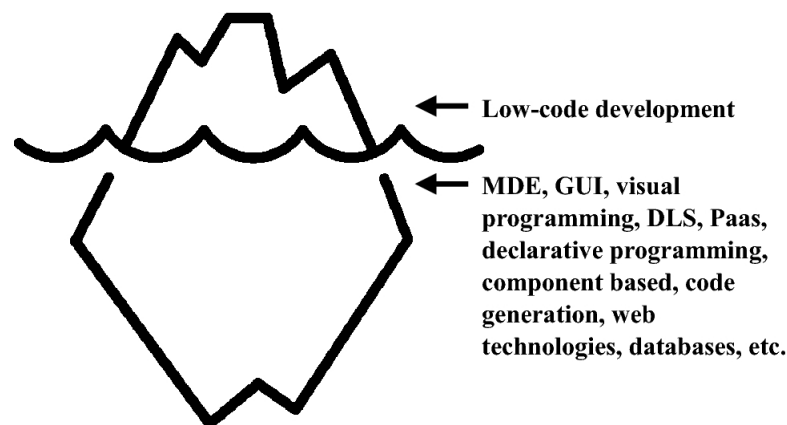 Low-code development
MDE, GUI, visual
programming, DLS, Paas,
declarative programming,
component based, code
generation, web
technologies, databases, etc.